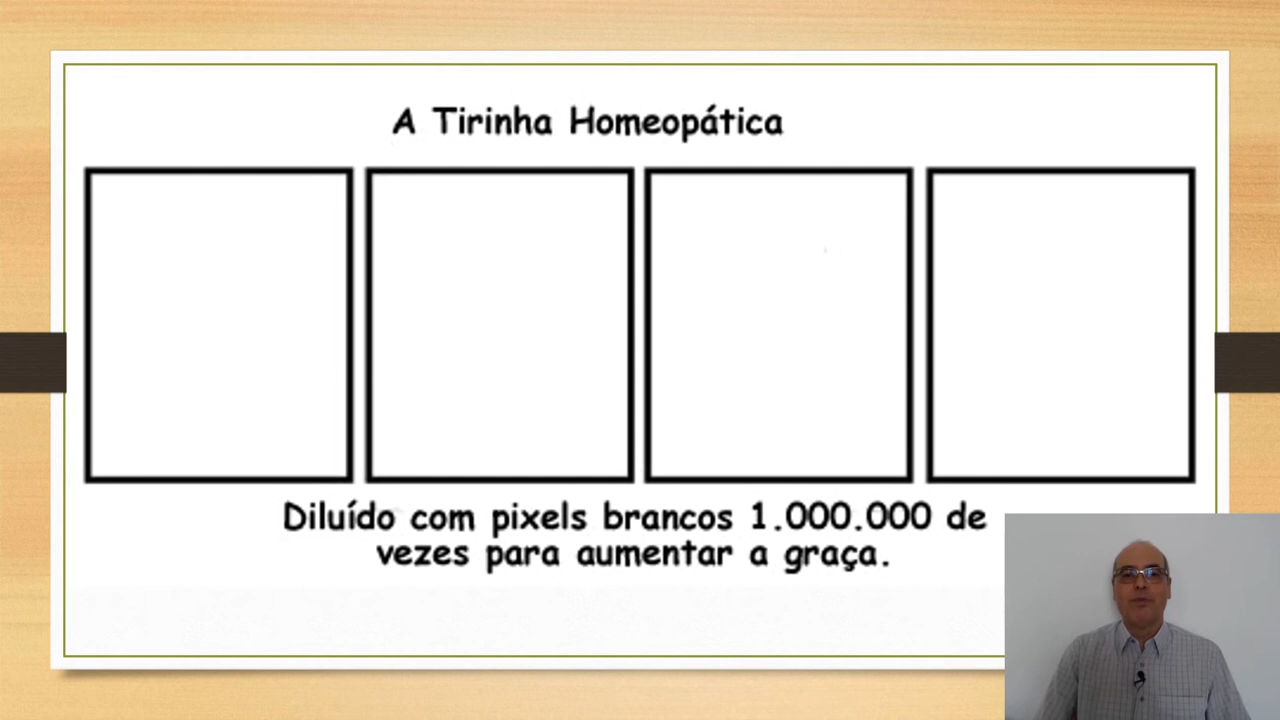 A Tirinha Homeopática
Diluído com pixels brancos 1.000.000 de
vezes para aumentar a graça.